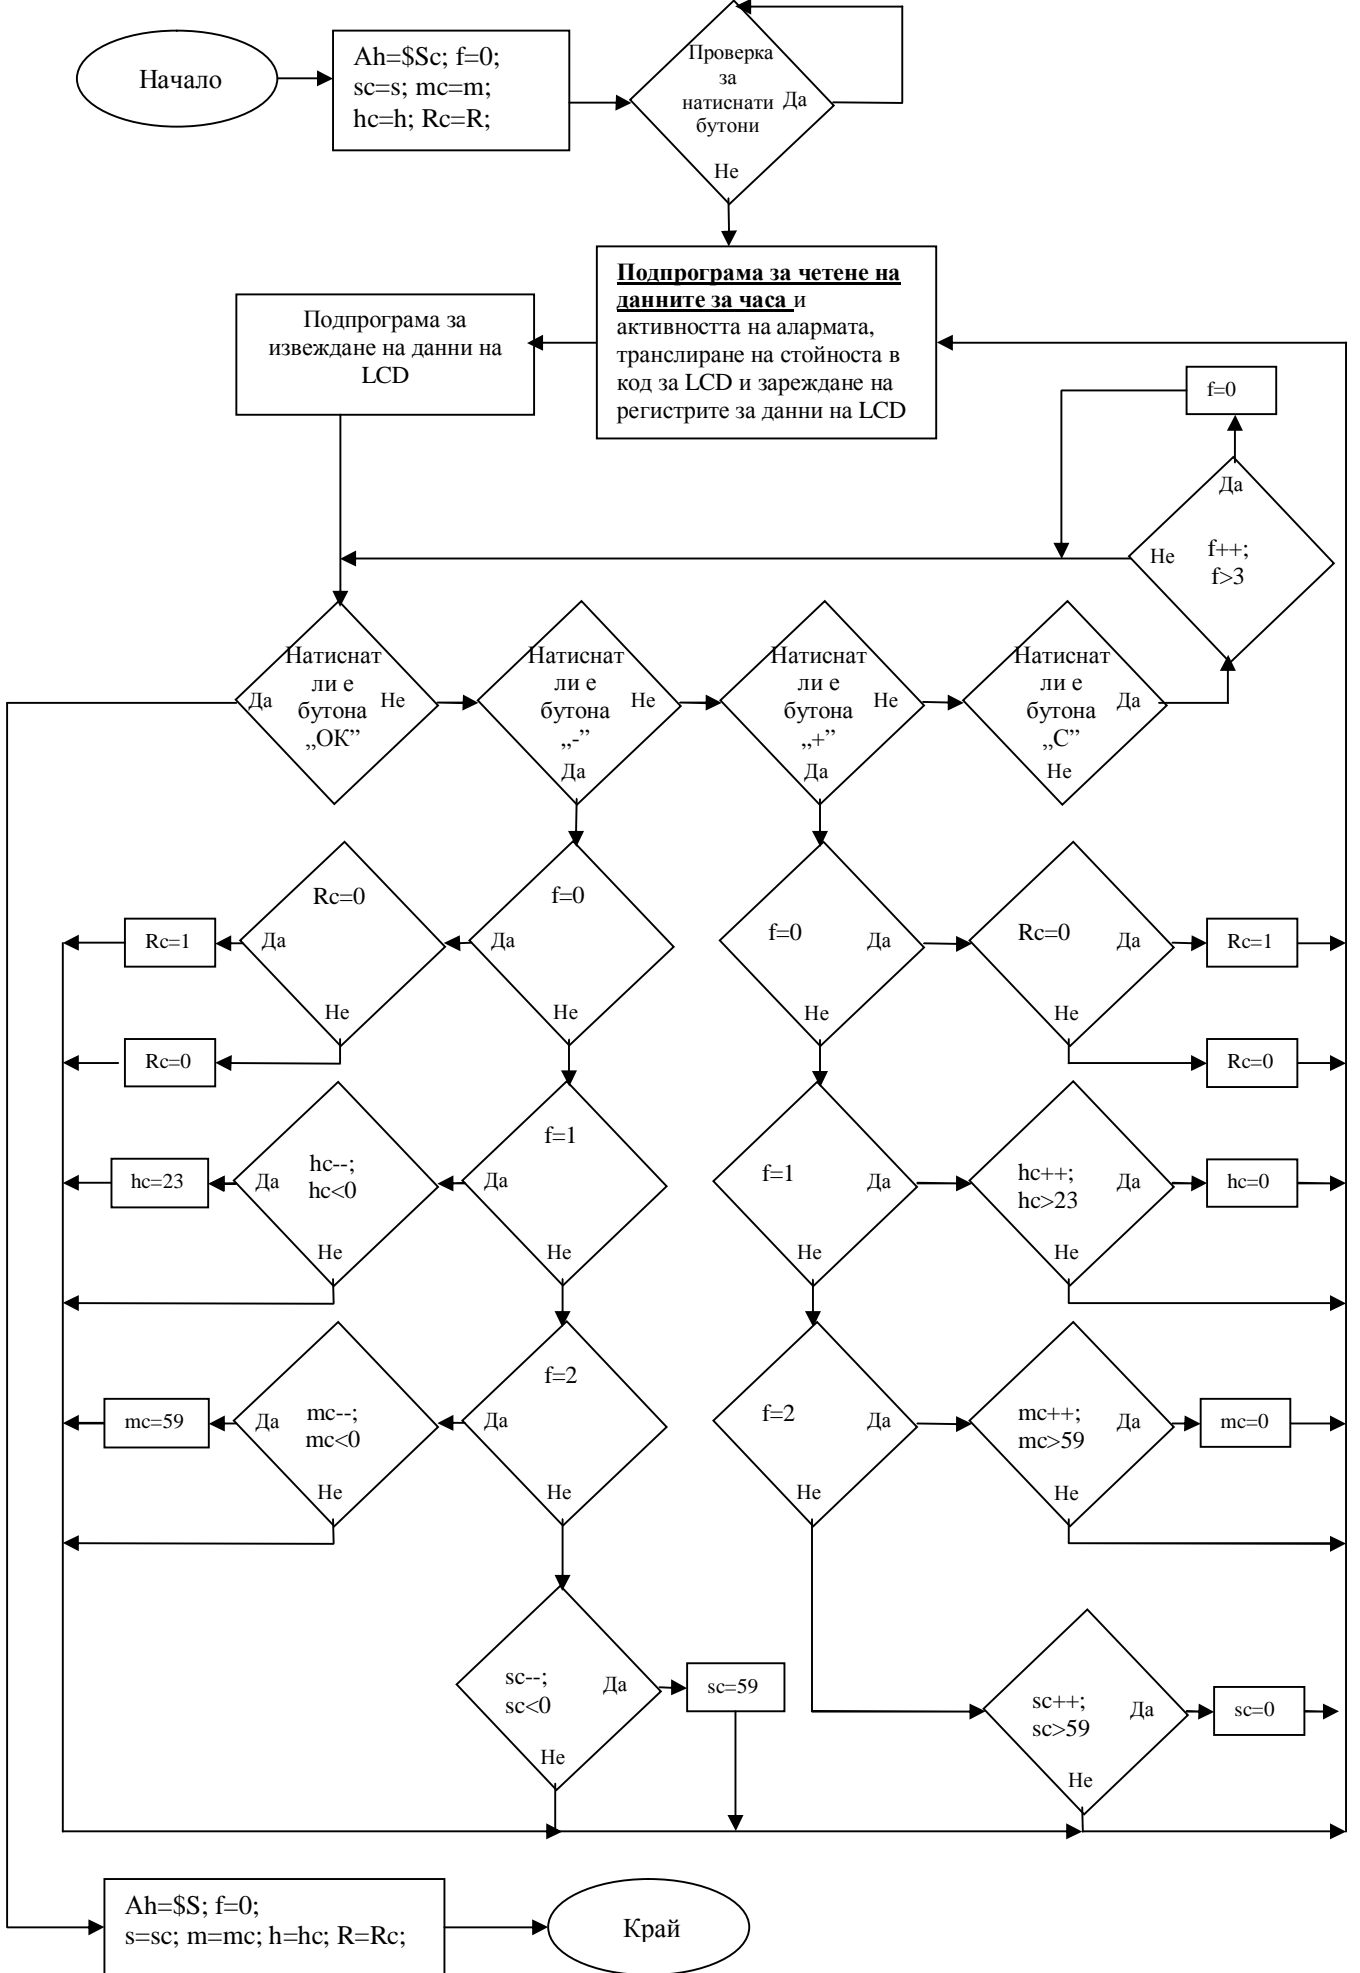 Начало
Ah=$Sc; f=0;
sc=s; mc=m;
hc=h; Rc=R;
Проверка
за
натиснати
бутони
Да
Не
Подпрограма за четене на
данните за часа и
активността на алармата,
транслиране на стойноста в
код за LCD и зареждане на
регистрите за данни на LCD
Подпрограма за
извеждане на данни на
LCD
f=0
Да
Не
f++;
f>3
Натиснат
ли е
бутона
„ОК”
Да
Не
Натиснат
ли е
бутона
„-”
Не
Да
Натиснат
ли е
бутона
„+”
Не
Да
Натиснат
ли е
бутона
„С”
Да
Не
Rc=1
Rc=0
Да
Не
f=0
Да
Не
f=0
Да
Не
Rc=0
Да
Не
Rc=1
Rc=0
Rc=0
hc=23
hc--;
hc<0
Да
Не
f=1
Да
Не
f=1
Да
Не
hc++;
hc>23
Да
Не
hc=0
mc=59
mc--;
mc<0
Да
Не
f=2
Да
Не
f=2
Да
Не
mc++;
mc>59
Да
Не
mc=0
sc--;
sc<0
Да
Не
sc=59
sc++;
sc>59
Да
Не
sc=0
Ah=$S; f=0;
s=sc; m=mc; h=hc; R=Rc;
Край